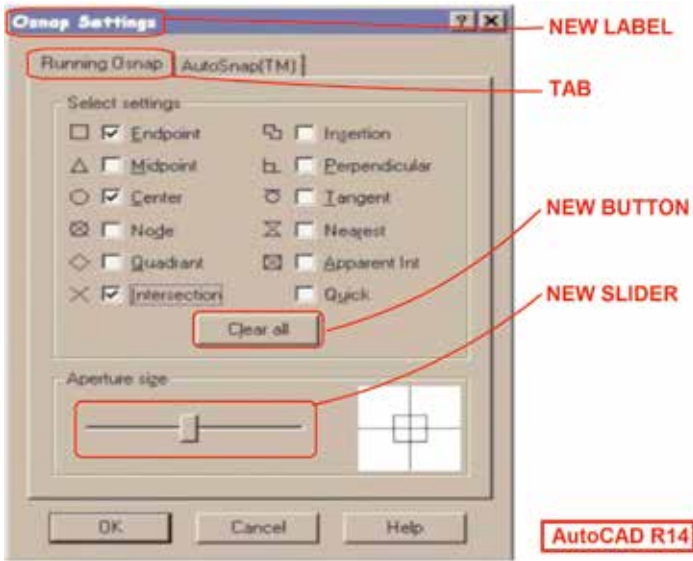 Osnap Settings
NEW LABEL
Running Osnap
AutoSnap(TM)
TAB
Select settings
Endpoint
Insertion
Midpoint
Perpendicular
Center
Tangent
Node
Nearest
Quadrant
Apparent Int
Intersection
Quick
Clear all
NEW BUTTON
NEW SLIDER
Aperture size
OK
Cancel
Help
AutoCAD R14